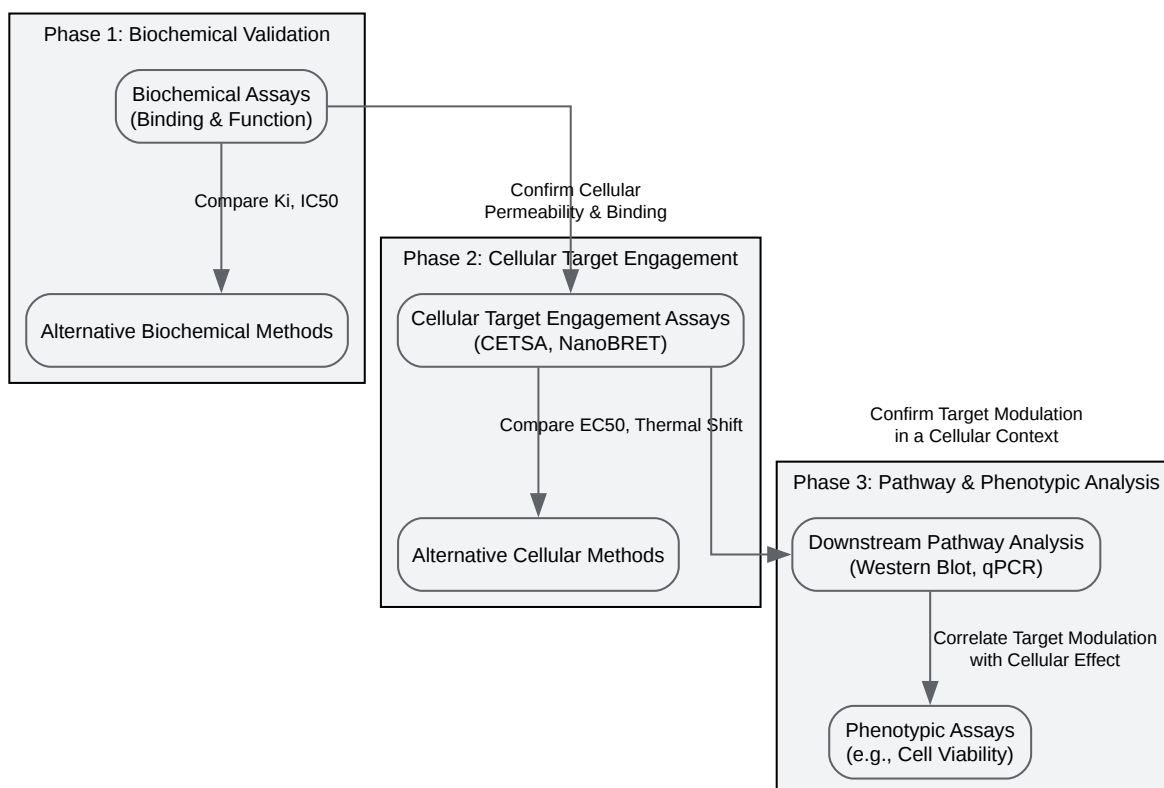 Phase 1: Biochemical Validation
Biochemical Assays
(Binding & Function)
Compare Ki, IC50
Alternative Biochemical Methods
Confirm Cellular
Permeability & Binding
Phase 2: Cellular Target Engagement
Cellular Target Engagement Assays
(CETSA, NanoBRET)
Compare EC50, Thermal Shift
Alternative Cellular Methods
Confirm Target Modulation
in a Cellular Context
Phase 3: Pathway & Phenotypic Analysis
Downstream Pathway Analysis
(Western Blot, qPCR)
Correlate Target Modulation
with Cellular Effect
Phenotypic Assays
(e.g., Cell Viability)